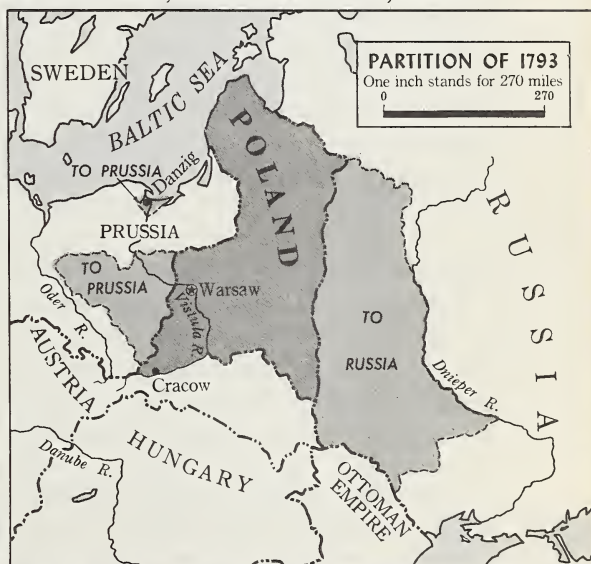 PARTITION OF 1793
One inch stands for 270 miles
0 270
SWEDEN
BALTIC SEA
TO PRUSSIA
Danzig
PRUSSIA
POLAND
RUSSIA
TO
PRUSSIA
Warsaw
Vistula R.
Oder R.
TO
RUSSIA
AUSTRIA
Cracow
Dnieper R.
HUNGARY
Danube R.
OTTOMAN
EMPIRE